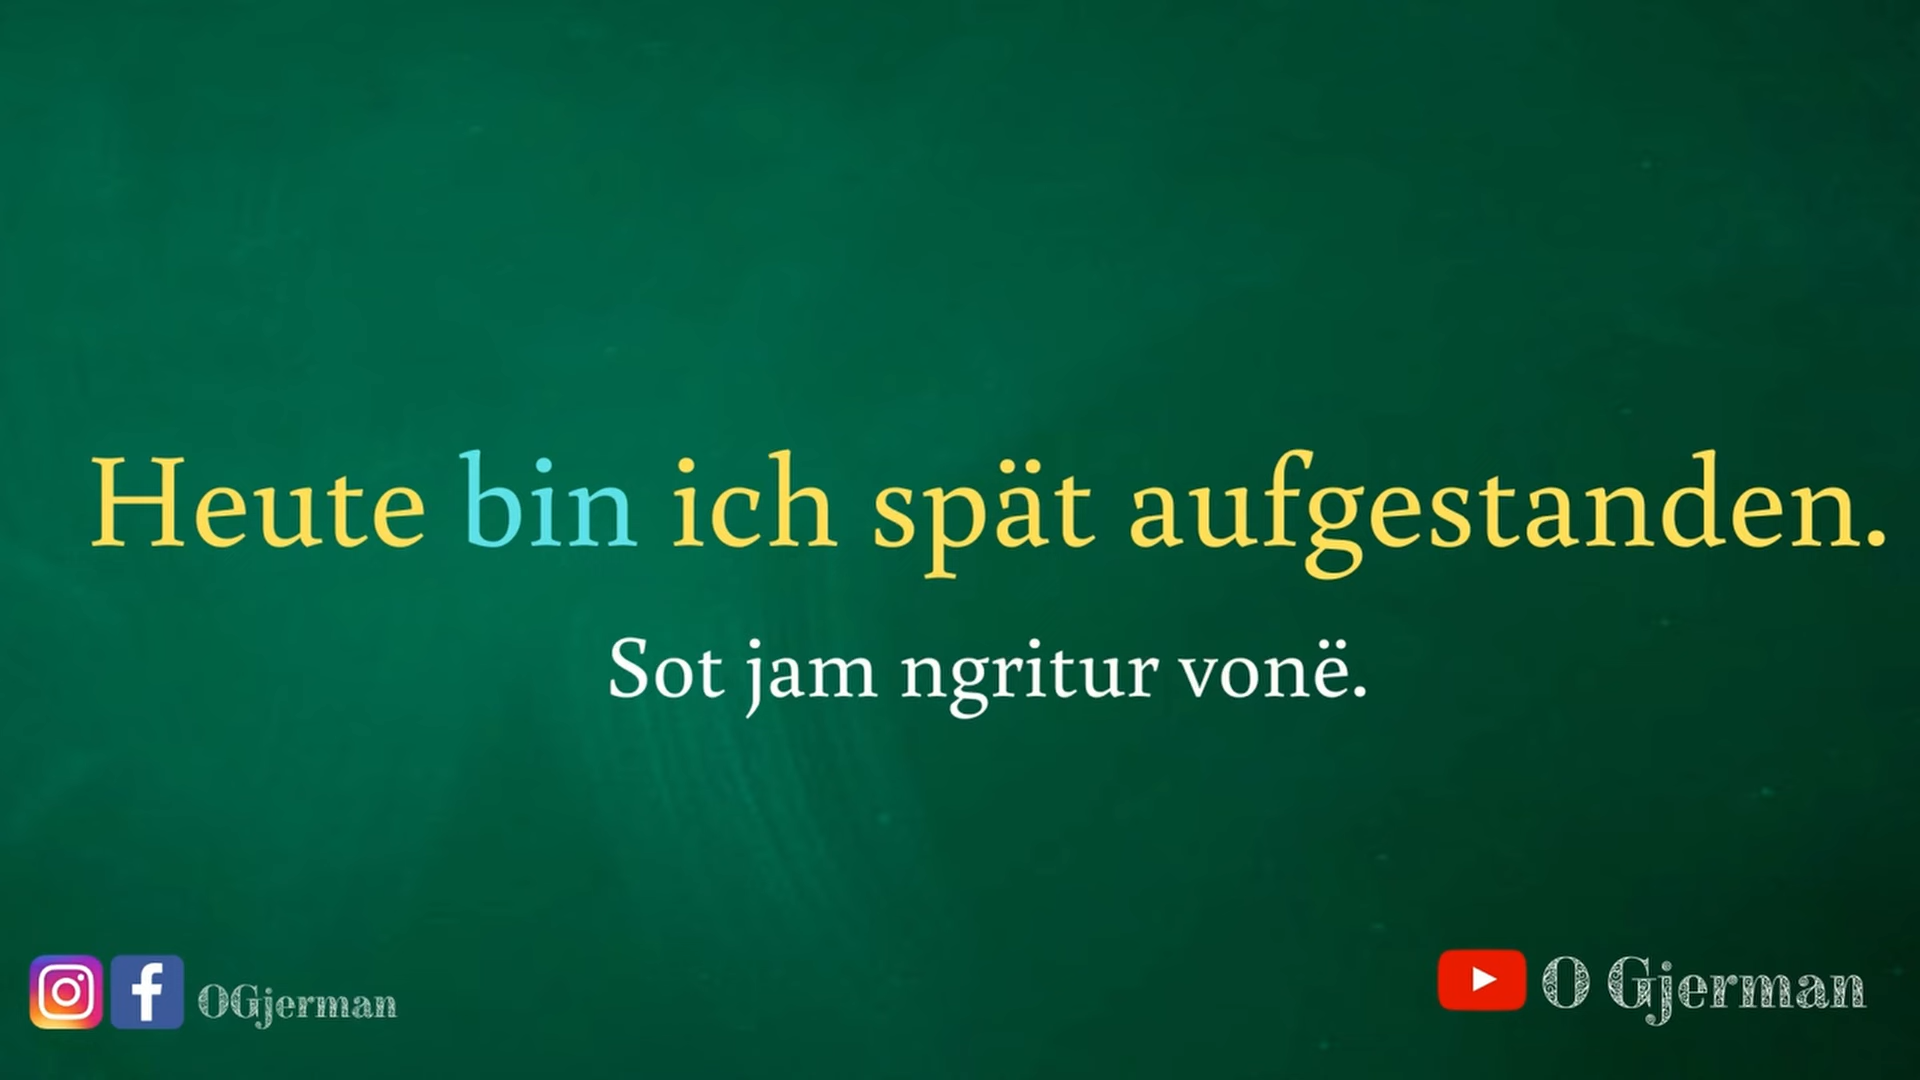 Heute bin ich spät aufgestanden.
Sot jam ngritur vonë.
OGjerman
O Gjerman